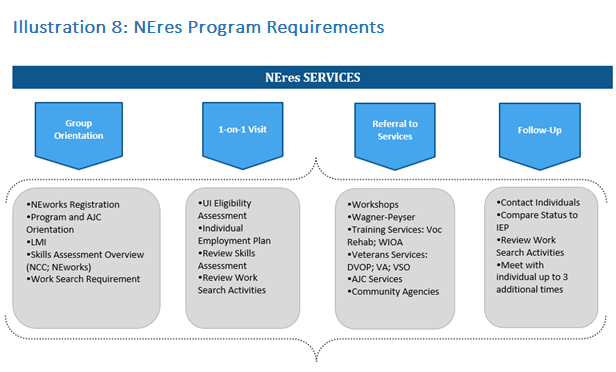 Illustration 8: NEres Program Requirements
NEres SERVICES
Group
Orientation
1-on-1 Visit
Referral to
Services
Follow-Up
•NEworks Registration
•Program and AJC
Orientation
•LMI
•Skills Assessment Overview
(NCC; NEworks)
•Work Search Requirement
•UI Eligibility
Assessment
•Individual
Employment Plan
•Review Skills
Assessment
•Review Work
Search Activities
•Workshops
•Wagner-Peyser
•Training Services: Voc
Rehab; WIOA
•Veterans Services:
DVOP; VA; VSO
•AJC Services
•Community Agencies
•Contact Individuals
•Compare Status to
IEP
•Review Work
Search Activities
•Meet with
individual up to 3
additional times